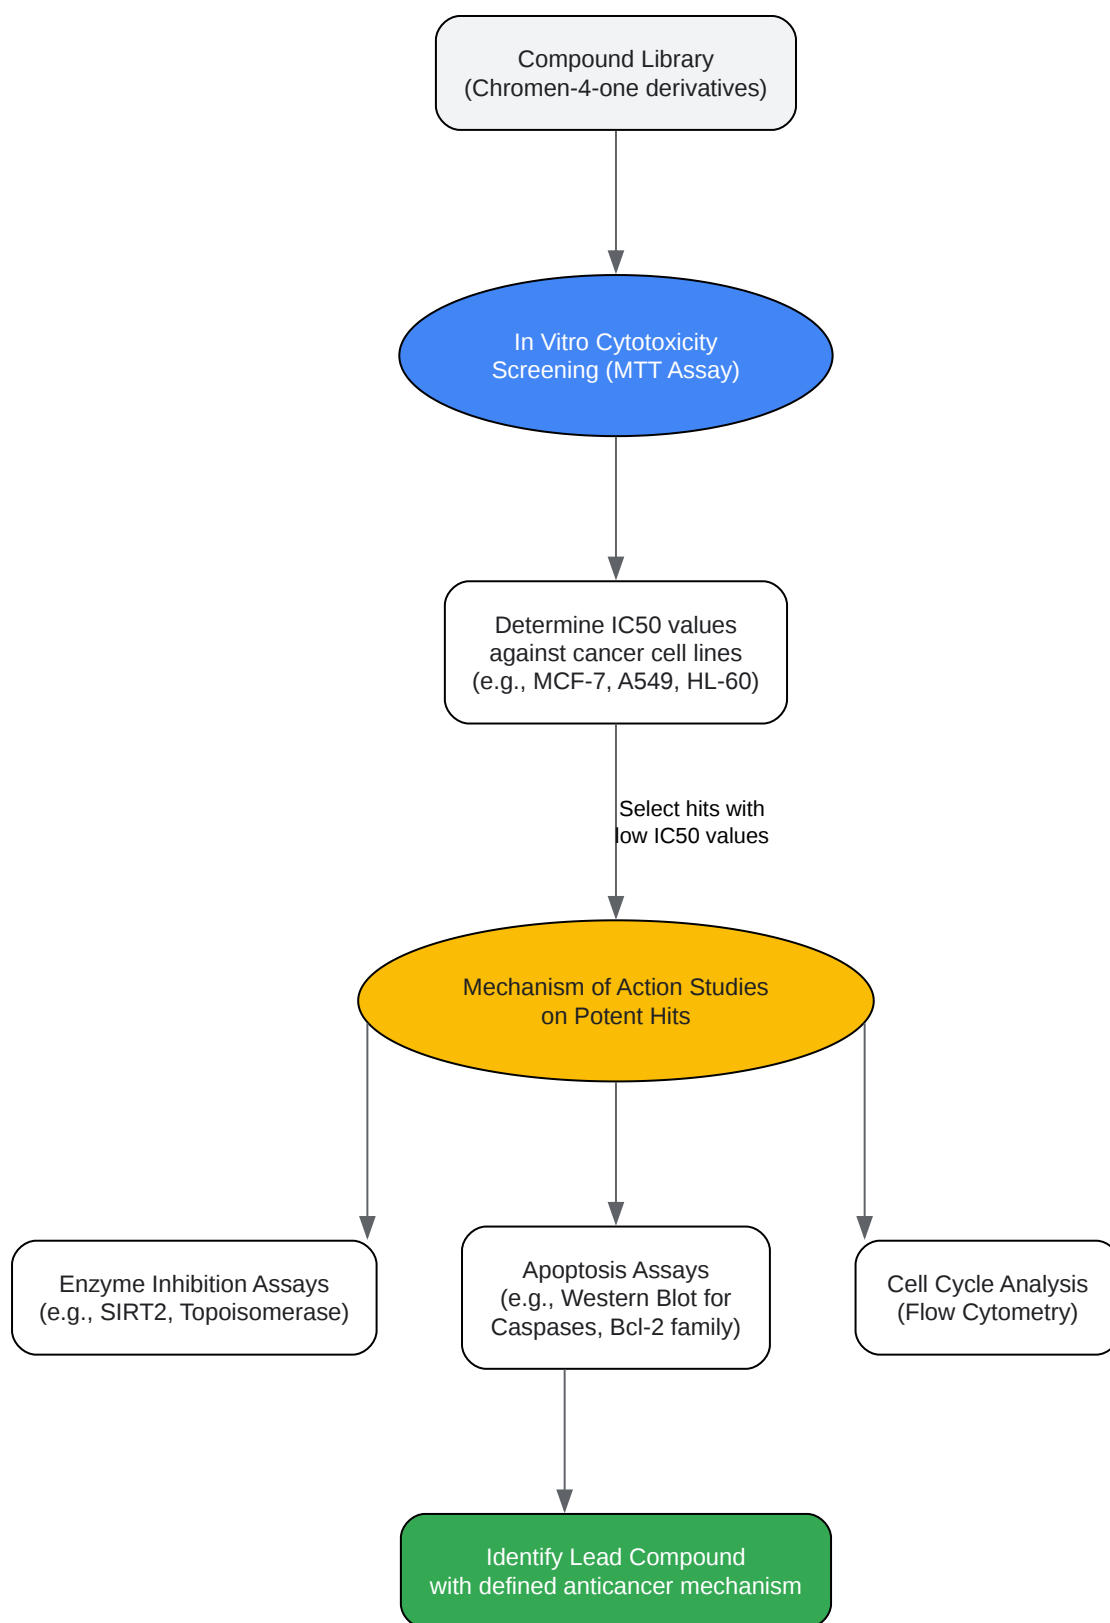 Compound Library
(Chromen-4-one derivatives)
In Vitro Cytotoxicity
Screening (MTT Assay)
Determine IC50 values
against cancer cell lines
(e.g., MCF-7, A549, HL-60)
Select hits with
low IC50 values
Mechanism of Action Studies
on Potent Hits
Enzyme Inhibition Assays
(e.g., SIRT2, Topoisomerase)
Apoptosis Assays
(e.g., Western Blot for
Caspases, Bcl-2 family)
Cell Cycle Analysis
(Flow Cytometry)
Identify Lead Compound
with defined anticancer mechanism